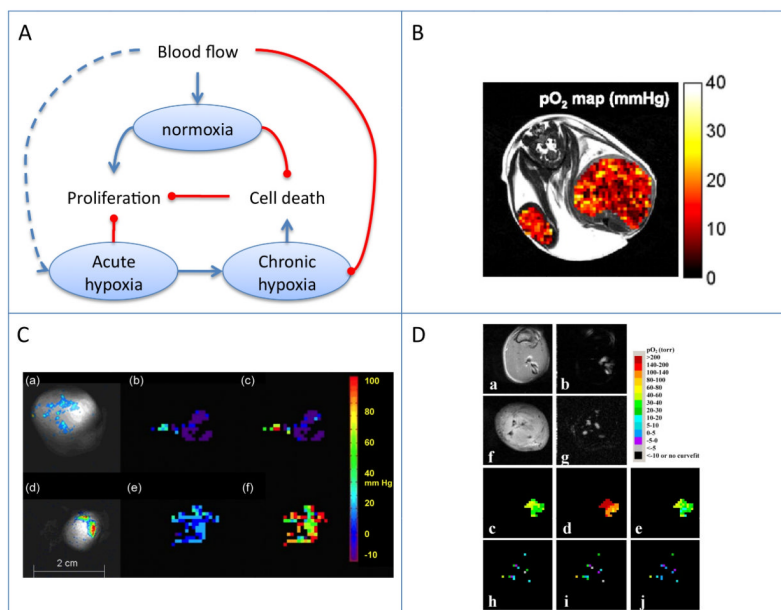 A
Blood flow
normoxia
Proliferation
Cell death
Acute
hypoxia
Chronic
hypoxia
B
pO2 map (mmHg)
40
30
20
10
0
C
(a)
(b)
(c)
(d)
(e)
(f)
2 cm
100
80
60
40
mm Hg
20
0
-10
D
a
b
f
g
c
d
e
h
i
j
pO2 (torr)
>200
140-200
100-140
80-100
60-80
40-60
30-40
20-30
10-20
5-10
0-5
-5-0
<-5
<-10 or no curvefit